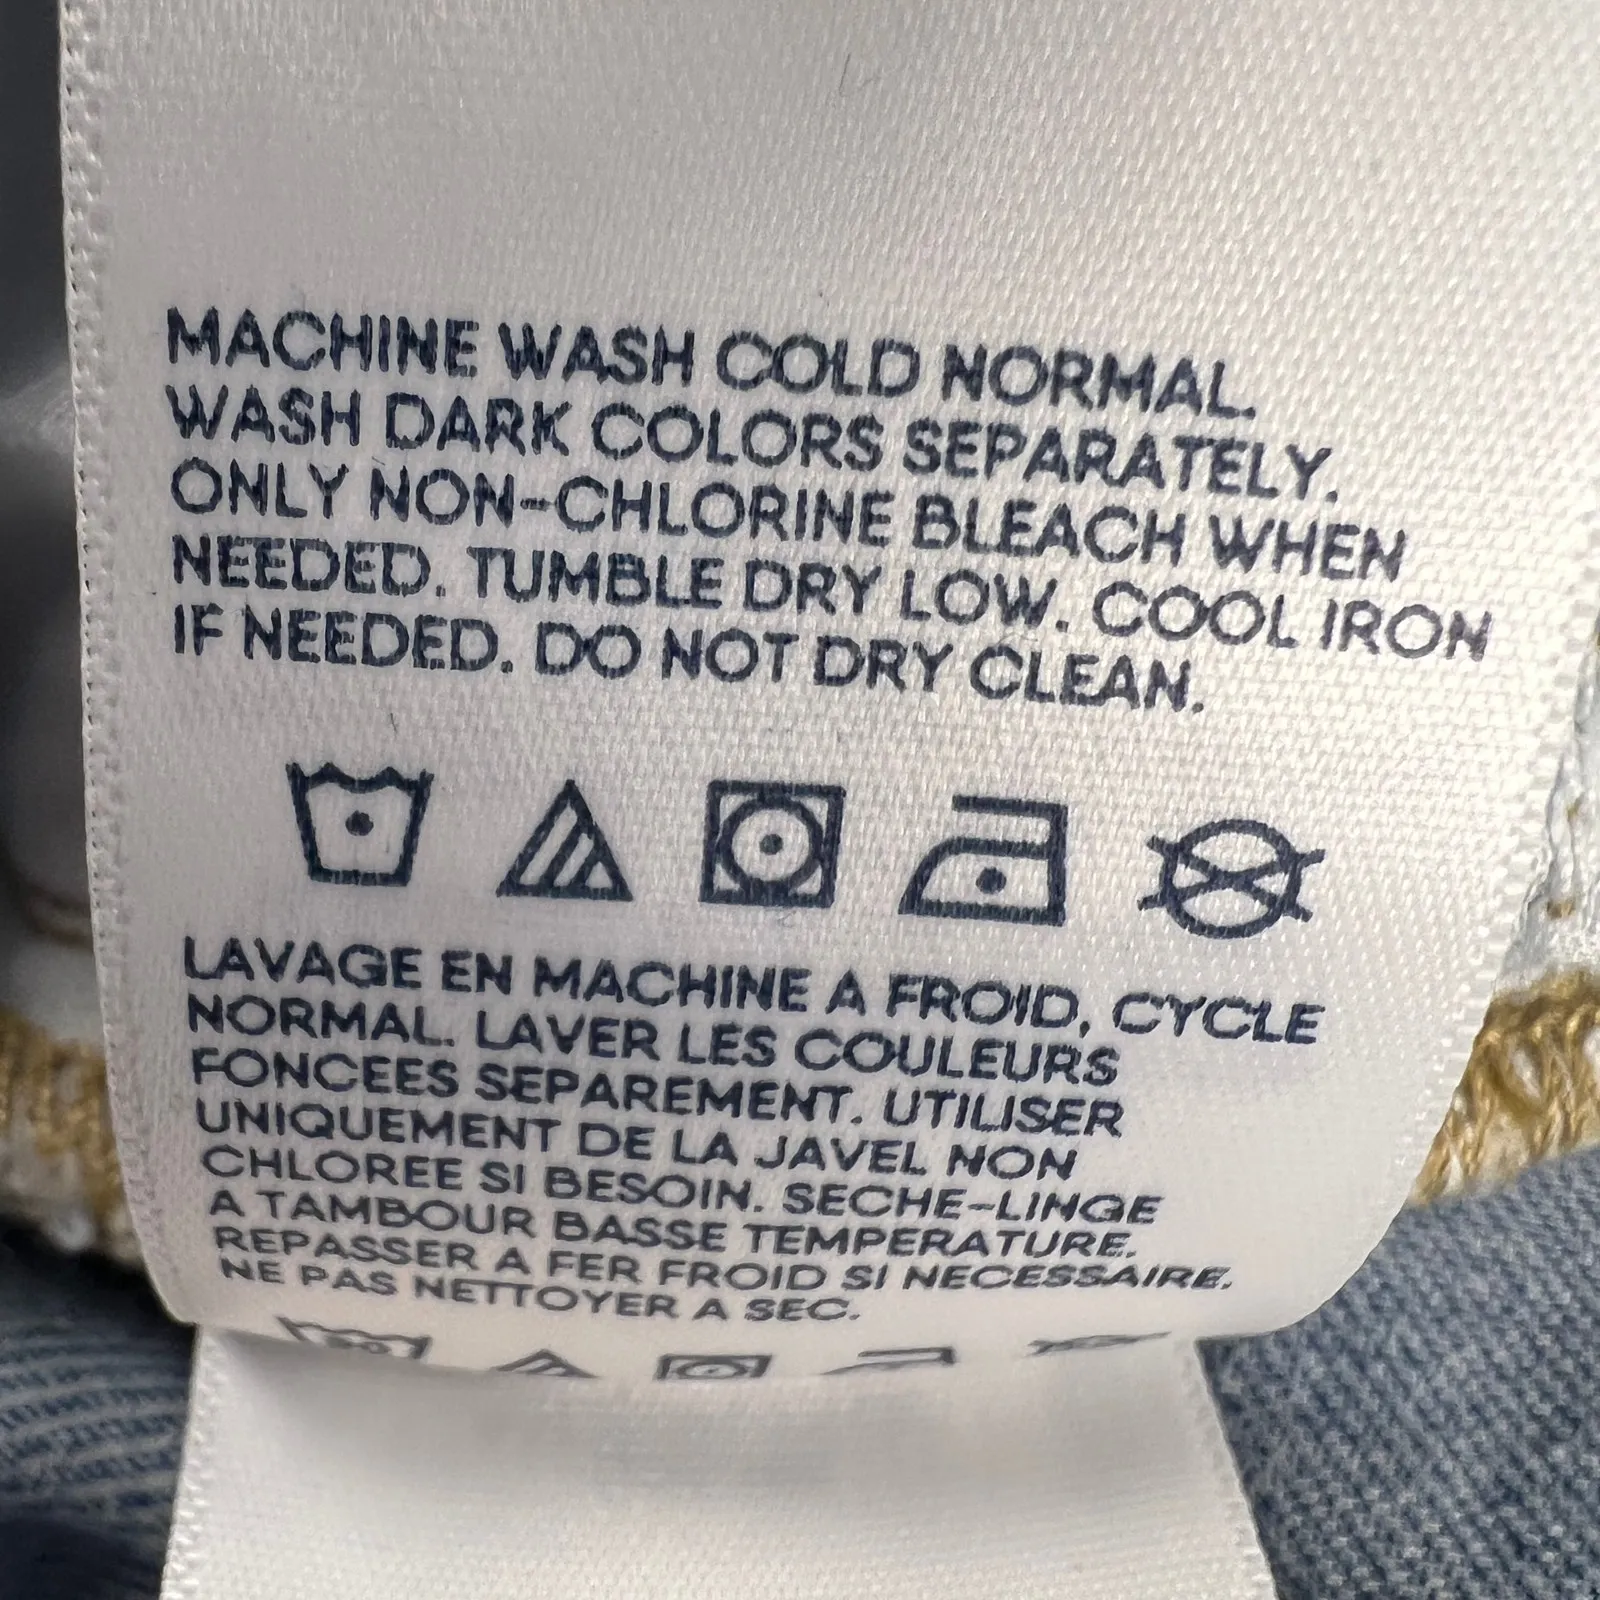 MACHINE WASH COLD NORMAL.
WASH DARK COLORS SEPARATELY.
ONLY NON-CHLORINE BLEACH WHEN
NEEDED. TUMBLE DRY LOW. COOL IRON
IF NEEDED. DO NOT DRY CLEAN.
LAVAGE EN MACHINE A FROID, CYCLE
NORMAL. LAVER LES COULEURS
FONCEES SEPAREMENT. UTILISER
UNIQUEMENT DE LA JAVEL NON
CHLOREE SI BESOIN. SECHE-LINGE
A TAMBOUR BASSE TEMPERATURE.
REPASSER A FER FROID SI NECESSAIRE.
NE PAS NETTOYER A SEC.